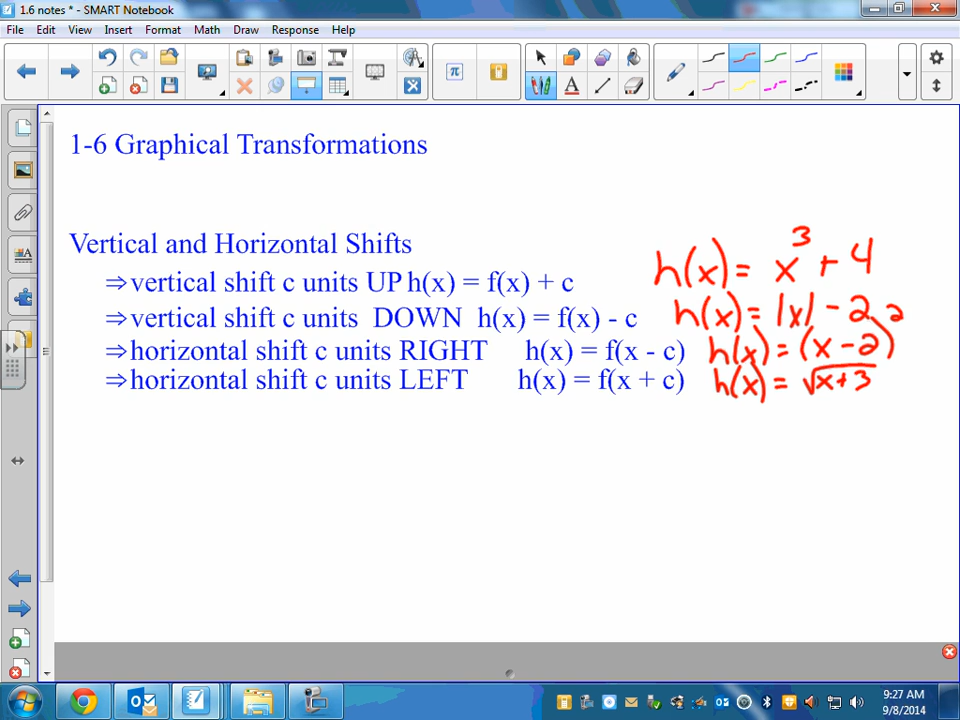 1.6 notes * - SMART Notebook
File Edit View Insert Format Math Draw Response Help
1-6 Graphical Transformations
Vertical and Horizontal Shifts
⇒vertical shift c units UP h(x) = f(x) + c
h(x) = x³ + 4
⇒vertical shift c units DOWN h(x) = f(x) - c
h(x) = |x| - 2
⇒horizontal shift c units RIGHT h(x) = f(x - c)
h(x) = (x - 2)²
⇒horizontal shift c units LEFT h(x) = f(x + c)
h(x) = √x+3
9:27 AM
9/8/2014